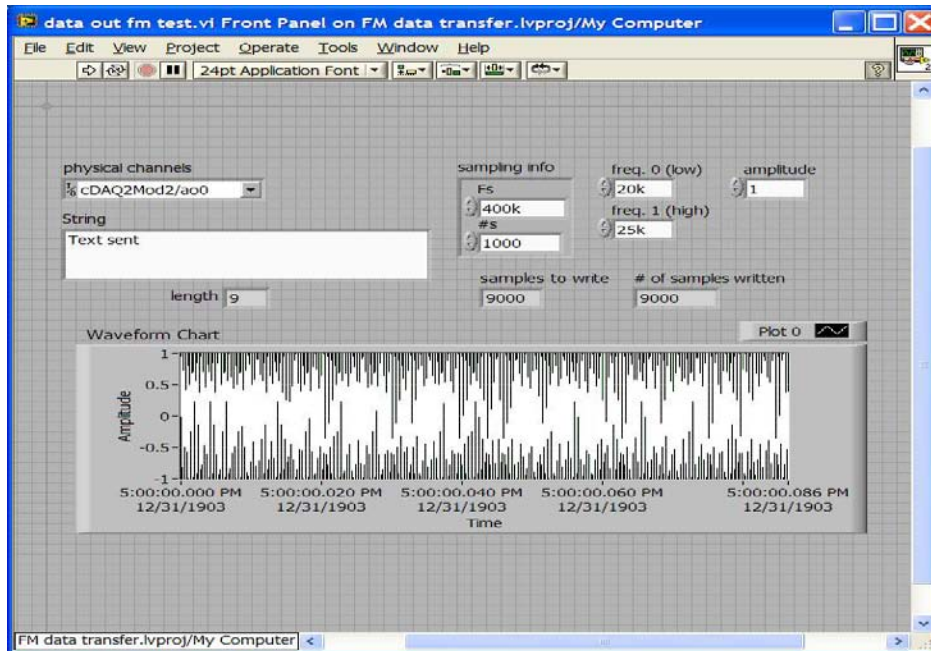 data out fm test.vi Front Panel on FM data transfer.lvproj/My Computer
File Edit View Project Operate Tools Window Help
24pt Application Font
2
physical channels
cDAQ2Mod2/ao0
String
Text sent
length 9
sampling info
Fs
400k
#s
1000
freq. 0 (low)
20k
freq. 1 (high)
25k
amplitude
1
samples to write
9000
# of samples written
9000
Waveform Chart
Plot 0
Amplitude
1
0.5
0
-0.5
-1
5:00:00.000 PM 5:00:00.020 PM 5:00:00.040 PM 5:00:00.060 PM 5:00:00.086 PM
12/31/1903 12/31/1903 12/31/1903 12/31/1903 12/31/1903
Time
FM data transfer.lvproj/My Computer